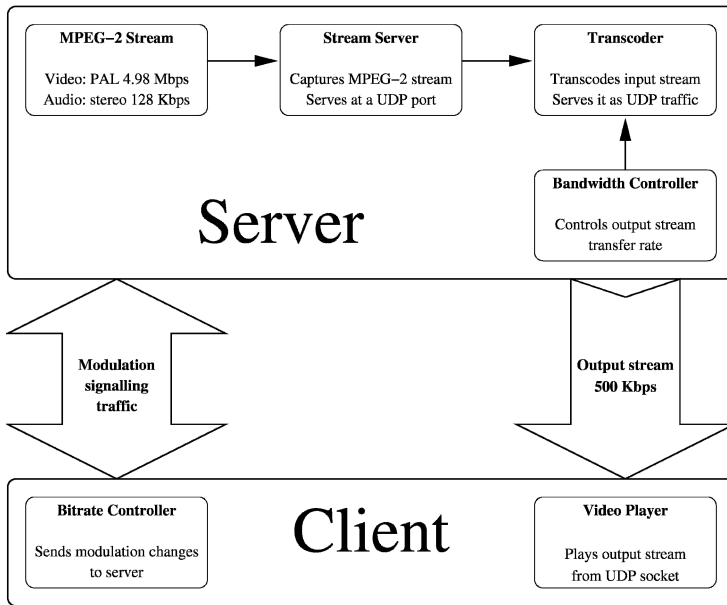 MPEG−2 Stream
Video: PAL 4.98 Mbps
Audio: stereo 128 Kbps
Stream Server
Captures MPEG−2 stream
Serves at a UDP port
Transcoder
Transcodes input stream
Serves it as UDP traffic
Bandwidth Controller
Controls output stream
transfer rate
Server
Modulation
signalling
traffic
Output stream
500 Kbps
Bitrate Controller
Sends modulation changes
to server
Client
Video Player
Plays output stream
from UDP socket